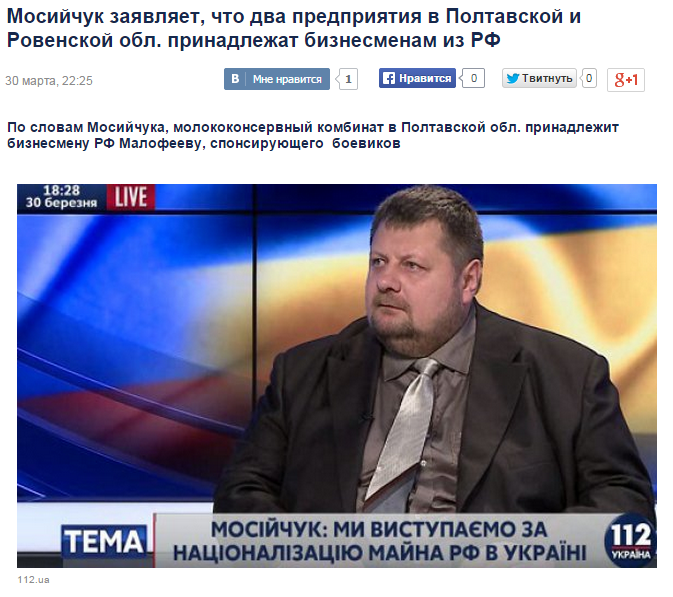 Мосийчук заявляет, что два предприятия в Полтавской и
Ровенской обл. принадлежат бизнесменам из РФ
30 марта, 22:25
В Мне нравится 1
f Нравится 0
Твитнуть 0
g+1
По словам Мосийчука, молококонсервный комбинат в Полтавской обл. принадлежит
бизнесмену РФ Малофееву, спонсирующего боевиков
18:28
30 березня
LIVE
ТЕМА
МОСІЙЧУК: МИ ВИСТУПАЄМО ЗА
НАЦІОНАЛІЗАЦІЮ МАЙНА РФ В УКРАЇНІ
112
УКРАЇНА
112.ua